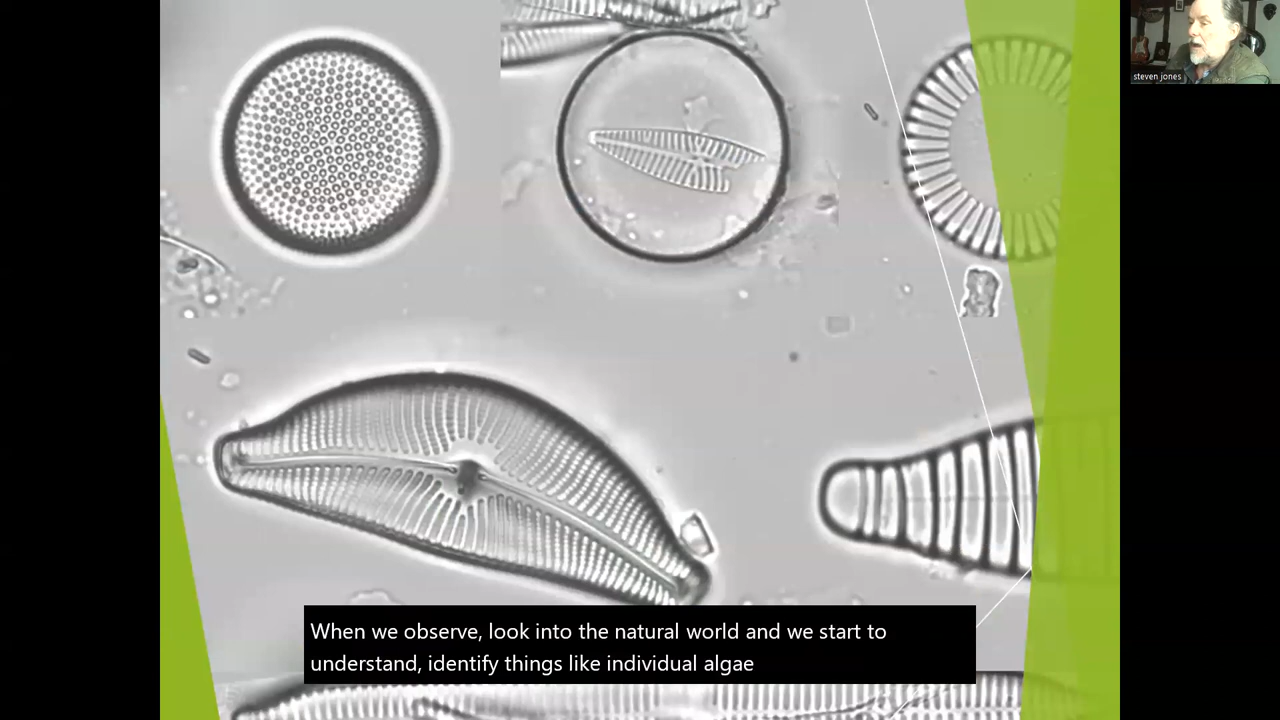 steven jones
When we observe, look into the natural world and we start to
understand, identify things like individual algae